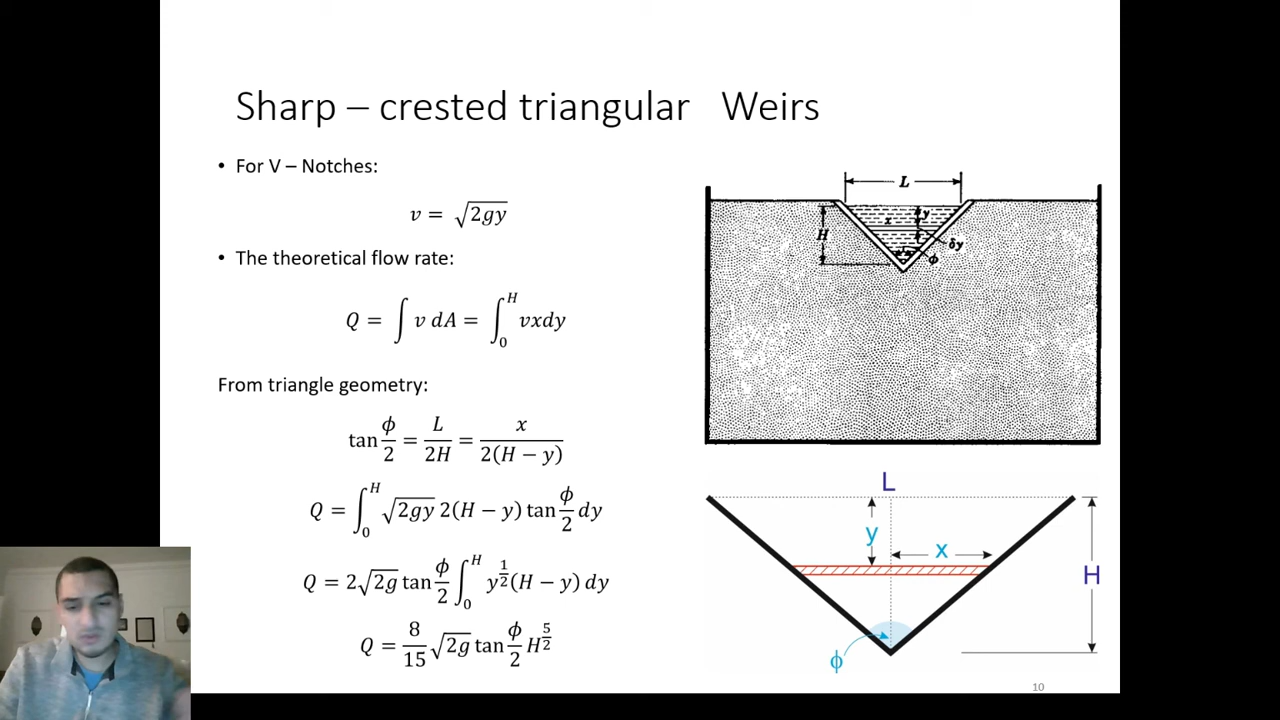 Sharp – crested triangular Weirs
• For V – Notches:
v = √2gy
• The theoretical flow rate:
Q = ∫ v dA = ∫₀ᴴ vxdy
From triangle geometry:
tan ϕ/2 = L/2H = x/2(H − y)
Q = ∫₀ᴴ √2gy 2(H − y) tan ϕ/2 dy
Q = 2√2g tan ϕ/2 ∫₀ᴴ y^1/2 (H − y) dy
Q = 8/15 √2g tan ϕ/2 H^5/2
L
y
x
H
δy
ϕ
L
y
x
H
ϕ
10